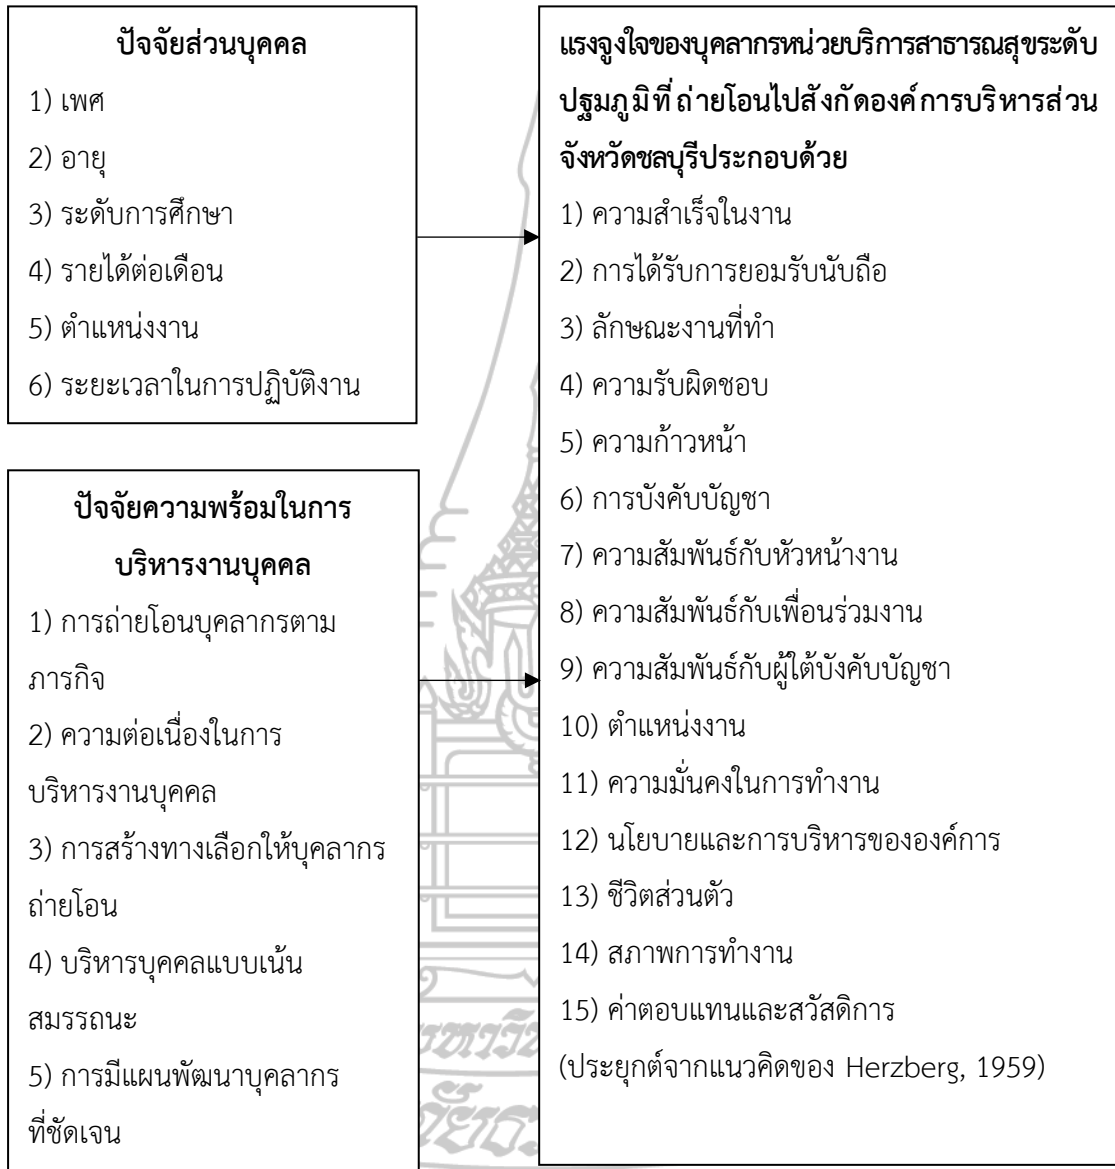 ปัจจัยส่วนบุคคล
1) เพศ
2) อายุ
3) ระดับการศึกษา
4) รายได้ต่อเดือน
5) ตำแหน่งงาน
6) ระยะเวลาในการปฏิบัติงาน
ปัจจัยความพร้อมในการ
บริหารงานบุคคล
1) การถ่ายโอนบุคลากรตาม
ภารกิจ
2) ความต่อเนื่องในการ
บริหารงานบุคคล
3) การสร้างทางเลือกให้บุคลากร
ถ่ายโอน
4) บริหารบุคคลแบบเน้น
สมรรถนะ
5) การมีแผนพัฒนาบุคลากร
ที่ชัดเจน
แรงจูงใจของบุคลากรหน่วยบริการสาธารณสุขระดับ
ปฐมภูมิที่ ถ่ายโอนไปสังกัดองค์การบริหารส่วน
จังหวัดชลบุรีประกอบด้วย
1) ความสำเร็จในงาน
2) การได้รับการยอมรับนับถือ
3) ลักษณะงานที่ทำ
4) ความรับผิดชอบ
5) ความก้าวหน้า
6) การบังคับบัญชา
7) ความสัมพันธ์กับหัวหน้างาน
8) ความสัมพันธ์กับเพื่อนร่วมงาน
9) ความสัมพันธ์กับผู้ใต้บังคับบัญชา
10) ตำแหน่งงาน
11) ความมั่นคงในการทำงาน
12) นโยบายและการบริหารขององค์การ
13) ชีวิตส่วนตัว
14) สภาพการทำงาน
15) ค่าตอบแทนและสวัสดิการ
(ประยุกต์จากแนวคิดของ Herzberg, 1959)